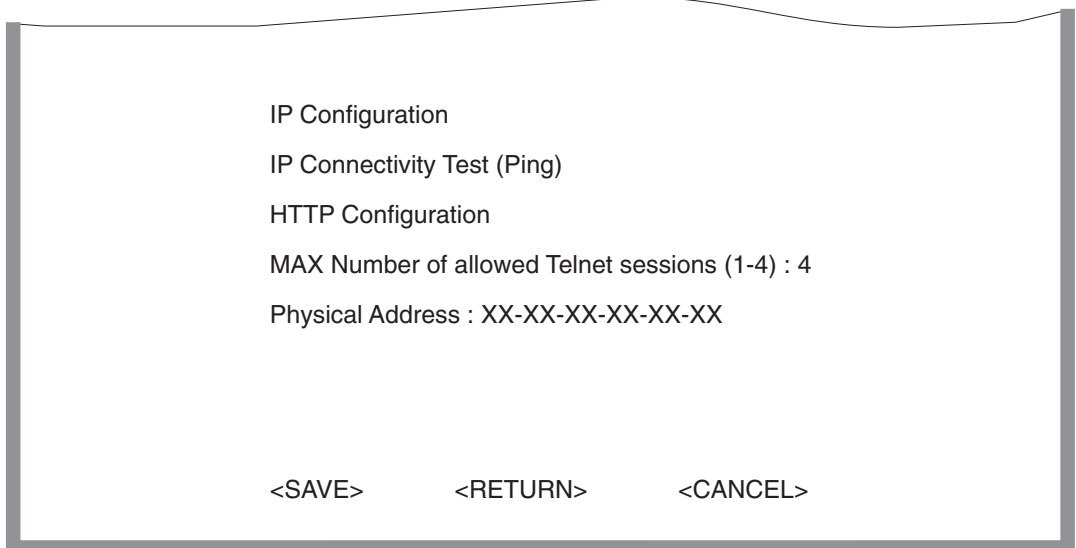 IP Configuration
IP Connectivity Test (Ping)
HTTP Configuration
MAX Number of allowed Telnet sessions (1-4) : 4
Physical Address : XX-XX-XX-XX-XX-XX
<SAVE> <RETURN> <CANCEL>